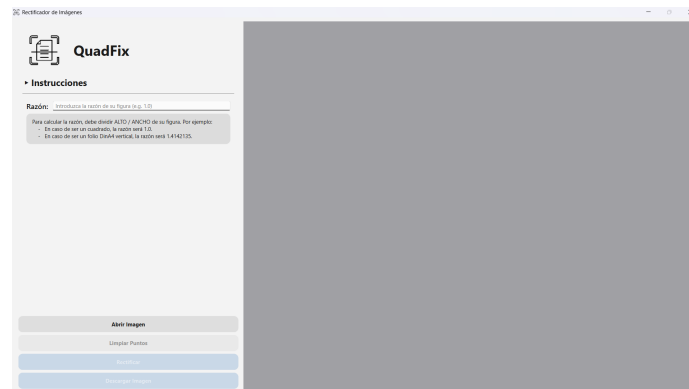 Rectificador de Imágenes
QuadFix
Instrucciones
Razón: Introduzca la razón de su figura (e.g. 1.0)
Para calcular la razón, debe dividir ALTO / ANCHO de su figura. Por ejemplo:
- En caso de ser un cuadrado, la razón será 1.0.
- En caso de ser un folio DinA4 vertical, la razón será 1.4142135.
Abrir Imagen
Limpiar Puntos
Rectificar
Descargar Imagen